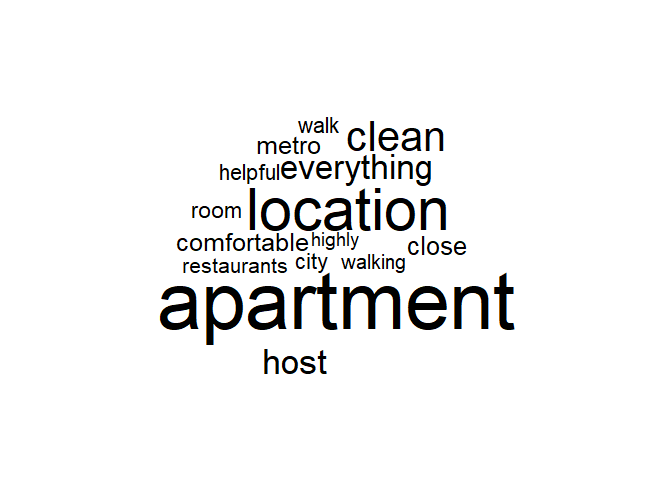 walk
clean
metro
helpful everything
room location
comfortable highly
close
restaurants city walking
apartment
host